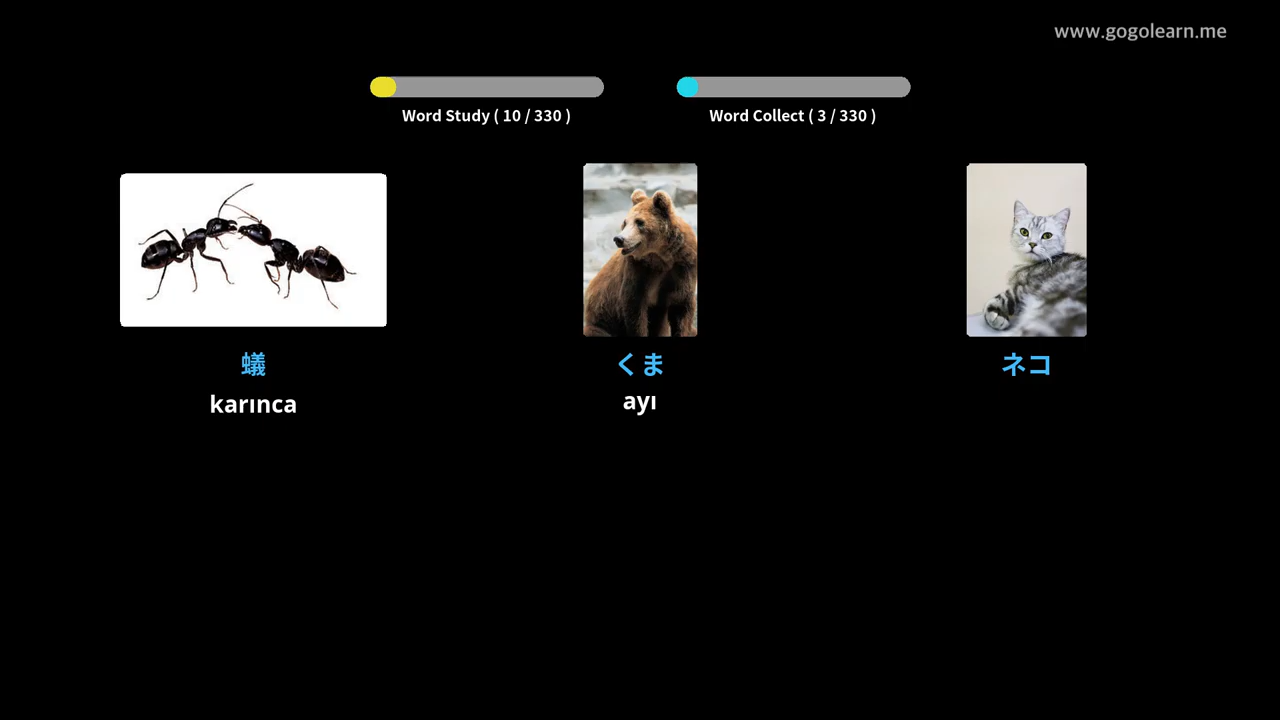 www.gogolearn.me
Word Study ( 10 / 330 )
Word Collect ( 3 / 330 )
蟻
くま
ネコ
karınca
ayı